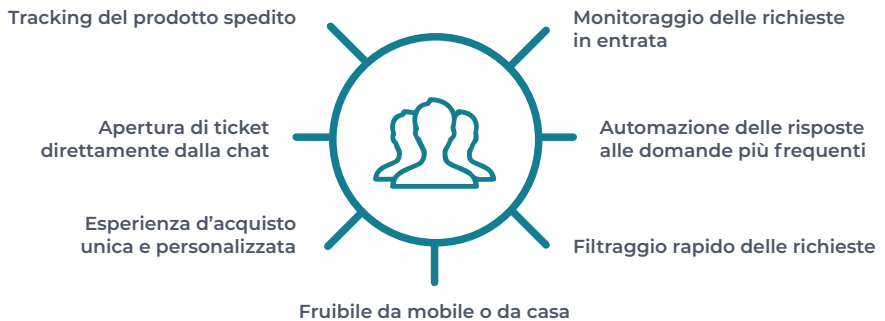 Tracking del prodotto spedito
Monitoraggio delle richieste
in entrata
Apertura di ticket
direttamente dalla chat
Automazione delle risposte
alle domande più frequenti
Esperienza d’acquisto
unica e personalizzata
Filtraggio rapido delle richieste
Fruibile da mobile o da casa